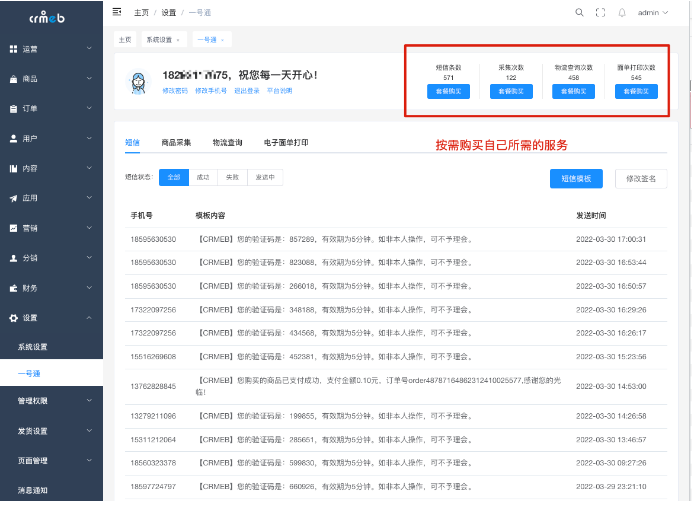 crmeb
主页 / 设置 / 一号通
admin
主页
系统设置 ×
一号通 ×
运营
商品
订单
用户
内容
应用
营销
分销
财务
设置
系统设置
一号通
管理权限
发货设置
页面管理
消息通知
75，祝您每一天开心！
修改密码 修改手机号 退出登录 平台说明
短信条数 采集次数 物流查询次数 面单打印次数
571 122 458 545
套餐购买 套餐购买 套餐购买 套餐购买
短信 商品采集 物流查询 电子面单打印
按需购买自己所需的服务
短信状态： 全部 成功 失败 发送中
短信模板 修改签名
手机号 模板内容 发送时间
18595630530 【CRMEB】您的验证码是：857289，有效期为5分钟。如非本人操作，可不予理会。 2022-03-30 17:00:31
18595630530 【CRMEB】您的验证码是：823088，有效期为5分钟。如非本人操作，可不予理会。 2022-03-30 16:53:44
18595630530 【CRMEB】您的验证码是：266018，有效期为5分钟。如非本人操作，可不予理会。 2022-03-30 16:50:57
17322097256 【CRMEB】您的验证码是：348188，有效期为5分钟。如非本人操作，可不予理会。 2022-03-30 16:29:26
17322097256 【CRMEB】您的验证码是：434568，有效期为5分钟。如非本人操作，可不予理会。 2022-03-30 16:26:17
15516269608 【CRMEB】您的验证码是：452381，有效期为5分钟。如非本人操作，可不予理会。 2022-03-30 15:23:56
13762828845 【CRMEB】您购买的商品已支付成功，支付金额0.10元，订单号order48787164862312410025577,感谢您的光临！ 2022-03-30 14:53:00
13279211096 【CRMEB】您的验证码是：199855，有效期为5分钟。如非本人操作，可不予理会。 2022-03-30 14:26:58
15311212064 【CRMEB】您的验证码是：285651，有效期为5分钟。如非本人操作，可不予理会。 2022-03-30 13:46:57
18560323378 【CRMEB】您的验证码是：599830，有效期为5分钟。如非本人操作，可不予理会。 2022-03-30 09:27:26
18597724797 【CRMEB】您的验证码是：660926，有效期为5分钟。如非本人操作，可不予理会。 2022-03-29 23:21:10